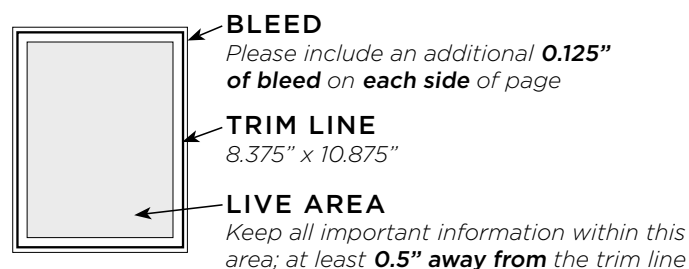 BLEED
Please include an additional 0.125”
of bleed on each side of page
TRIM LINE
8.375” x 10.875”
LIVE AREA
Keep all important information within this
area; at least 0.5” away from the trim line